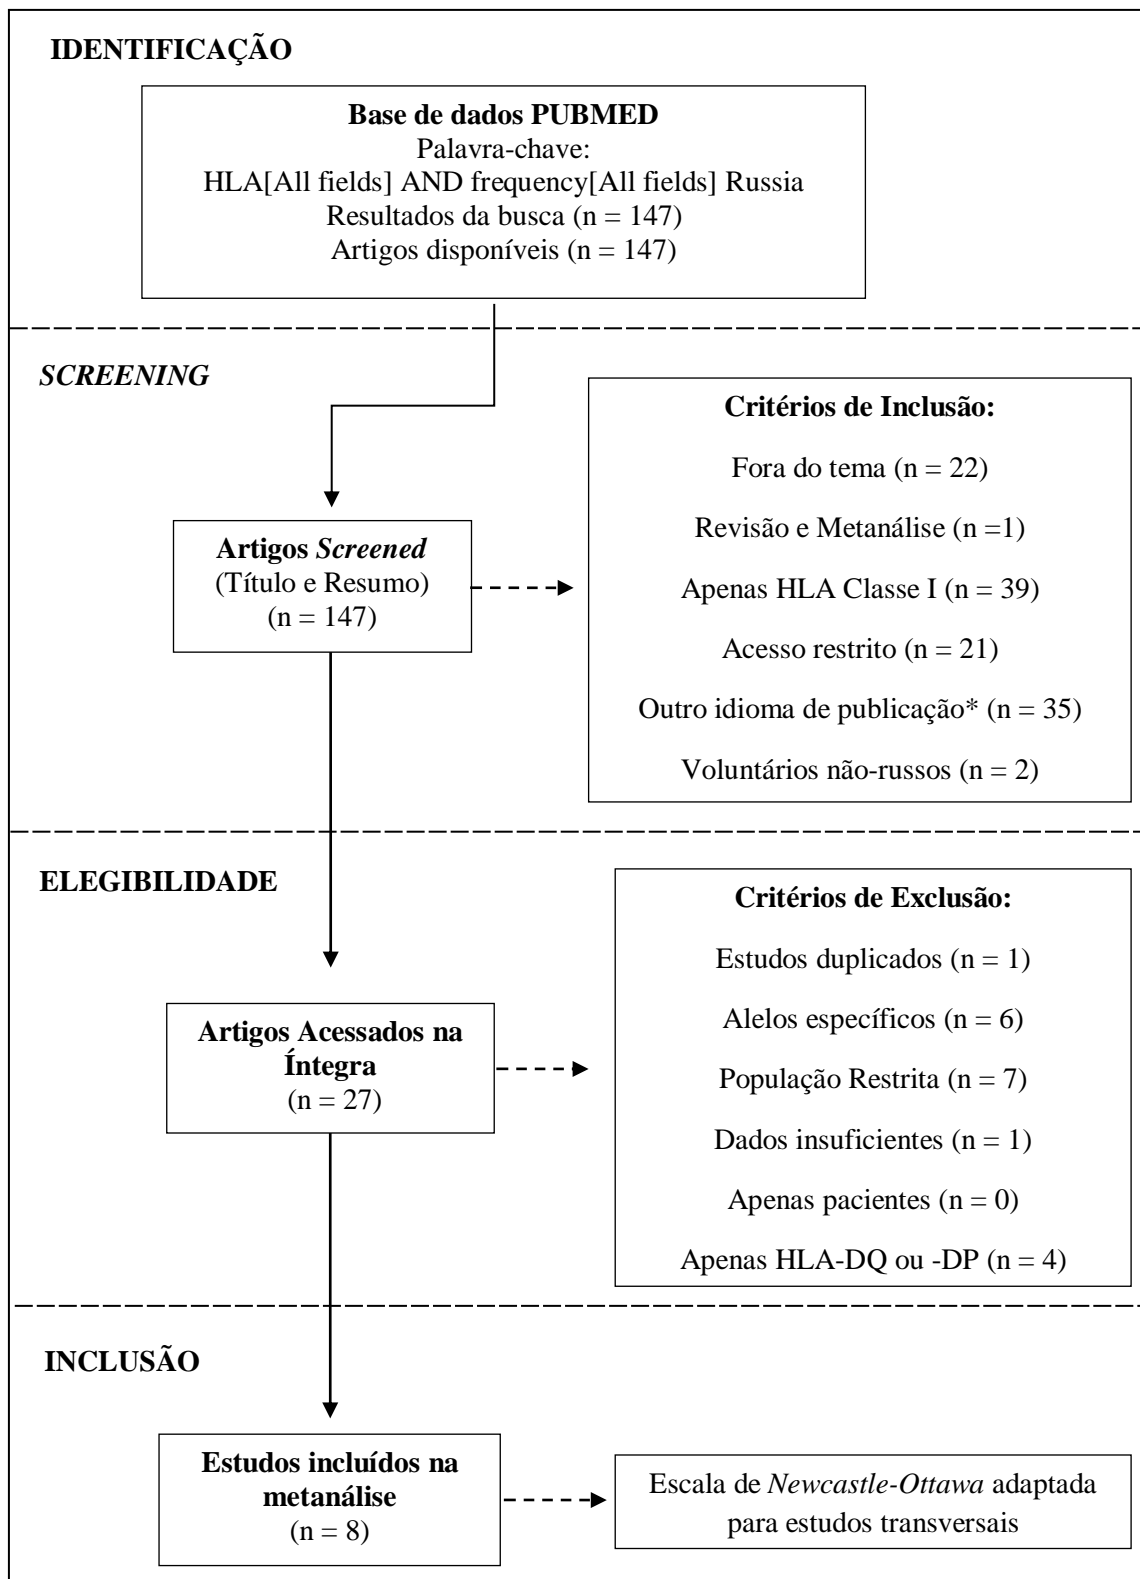 IDENTIFICAÇÃO
Base de dados PUBMED
Palavra-chave:
HLA[All fields] AND frequency[All fields] Russia
Resultados da busca (n = 147)
Artigos disponíveis (n = 147)
SCREENING
Artigos Screened
(Título e Resumo)
(n = 147)
Critérios de Inclusão:
Fora do tema (n = 22)
Revisão e Metanálise (n =1)
Apenas HLA Classe I (n = 39)
Acesso restrito (n = 21)
Outro idioma de publicação* (n = 35)
Voluntários não-russos (n = 2)
ELEGIBILIDADE
Artigos Acessados na
Íntegra
(n = 27)
Critérios de Exclusão:
Estudos duplicados (n = 1)
Alelos específicos (n = 6)
População Restrita (n = 7)
Dados insuficientes (n = 1)
Apenas pacientes (n = 0)
Apenas HLA-DQ ou -DP (n = 4)
INCLUSÃO
Estudos incluídos na
metanálise
(n = 8)
Escala de Newcastle-Ottawa adaptada
para estudos transversais